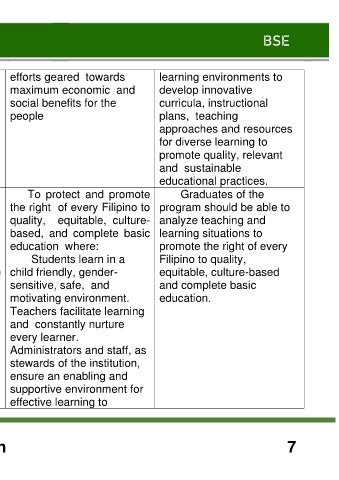 BSE
efforts geared towards
maximum economic and
social benefits for the
people
learning environments to
develop innovative
curricula, instructional
plans, teaching
approaches and resources
for diverse learning to
promote quality, relevant
and sustainable
educational practices.
To protect and promote
the right of every Filipino to
quality, equitable, culture-
based, and complete basic
education where:
Students learn in a
child friendly, gender-
sensitive, safe, and
motivating environment.
Teachers facilitate learning
and constantly nurture
every learner.
Administrators and staff, as
stewards of the institution,
ensure an enabling and
supportive environment for
effective learning to
Graduates of the
program should be able to
analyze teaching and
learning situations to
promote the right of every
Filipino to quality,
equitable, culture-based
and complete basic
education.
7